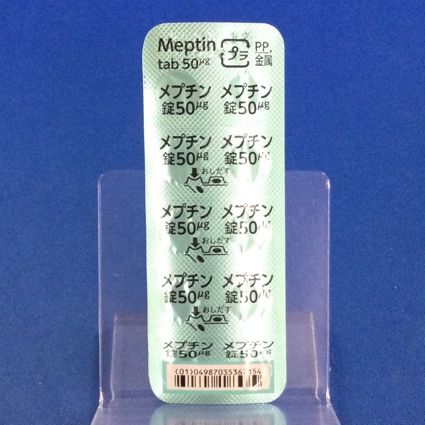 Meptin
tab 50μg
プラ
PP,
金属
メプチン メプチン
錠50μg 錠50μg
メプチン メプチン
錠50μg 錠50μg
おしだす
メプチン メプチン
錠50μg 錠50μg
おしだす
メプチン メプチン
錠50μg 錠50μg
おしだす
メプチン メプチン
錠50μg 錠50μg